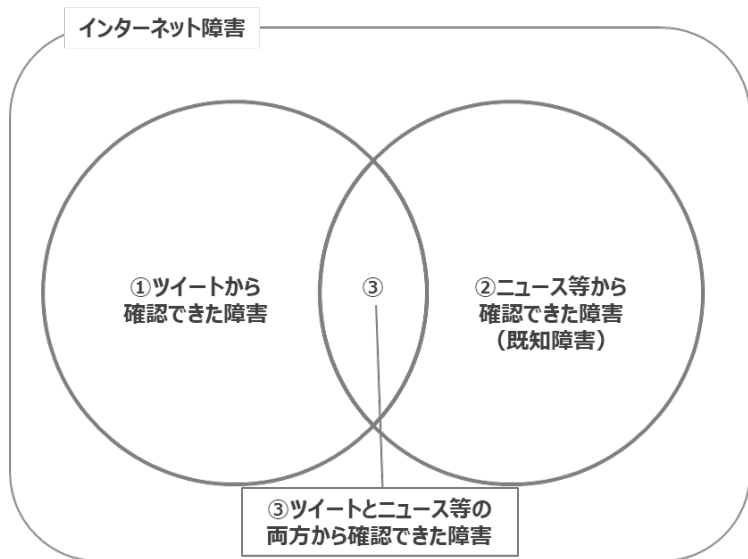 インターネット障害
①ツイートから
確認できた障害
③
②ニュース等から
確認できた障害
（既知障害）
③ツイートとニュース等の
両方から確認できた障害